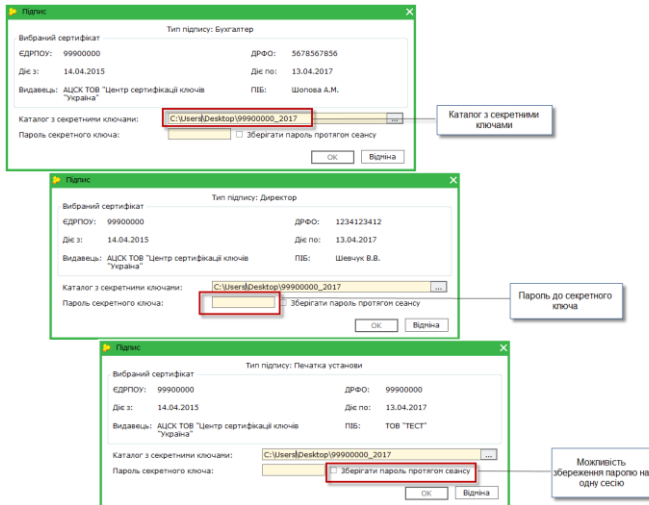 Підпис
Тип підпису: Бухгалтер
Вибраний сертифікат
ЄДРПОУ: 99900000 ДРФО: 5678567856
Діє з: 14.04.2015 Діє по: 13.04.2017
Видавець: АЦСК ТОВ "Центр сертифікації ключів "Україна" ПІБ: Шопова А.М.
Каталог з секретними ключами: C:\Users\Desktop\99900000_2017 ...
Пароль секретного ключа: Зберігати пароль протягом сеансу
ОК Відміна
Каталог з секретними
ключами
Підпис
Тип підпису: Директор
Вибраний сертифікат
ЄДРПОУ: 99900000 ДРФО: 1234123412
Діє з: 14.04.2015 Діє по: 13.04.2017
Видавець: АЦСК ТОВ "Центр сертифікації ключів "Україна" ПІБ: Шевчук В.В.
Каталог з секретними ключами: C:\Users\Desktop\99900000_2017 ...
Пароль секретного ключа: Зберігати пароль протягом сеансу
ОК Відміна
Пароль до секретного
ключа
Підпис
Тип підпису: Печатка установи
Вибраний сертифікат
ЄДРПОУ: 99900000 ДРФО: 99900000
Діє з: 14.04.2015 Діє по: 13.04.2017
Видавець: АЦСК ТОВ "Центр сертифікації ключів "Україна" ПІБ: ТОВ "ТЕСТ"
Каталог з секретними ключами: C:\Users\Desktop\99900000_2017 ...
Пароль секретного ключа: Зберігати пароль протягом сеансу
ОК Відміна
Можливість
збереження паролю на
одну сесію